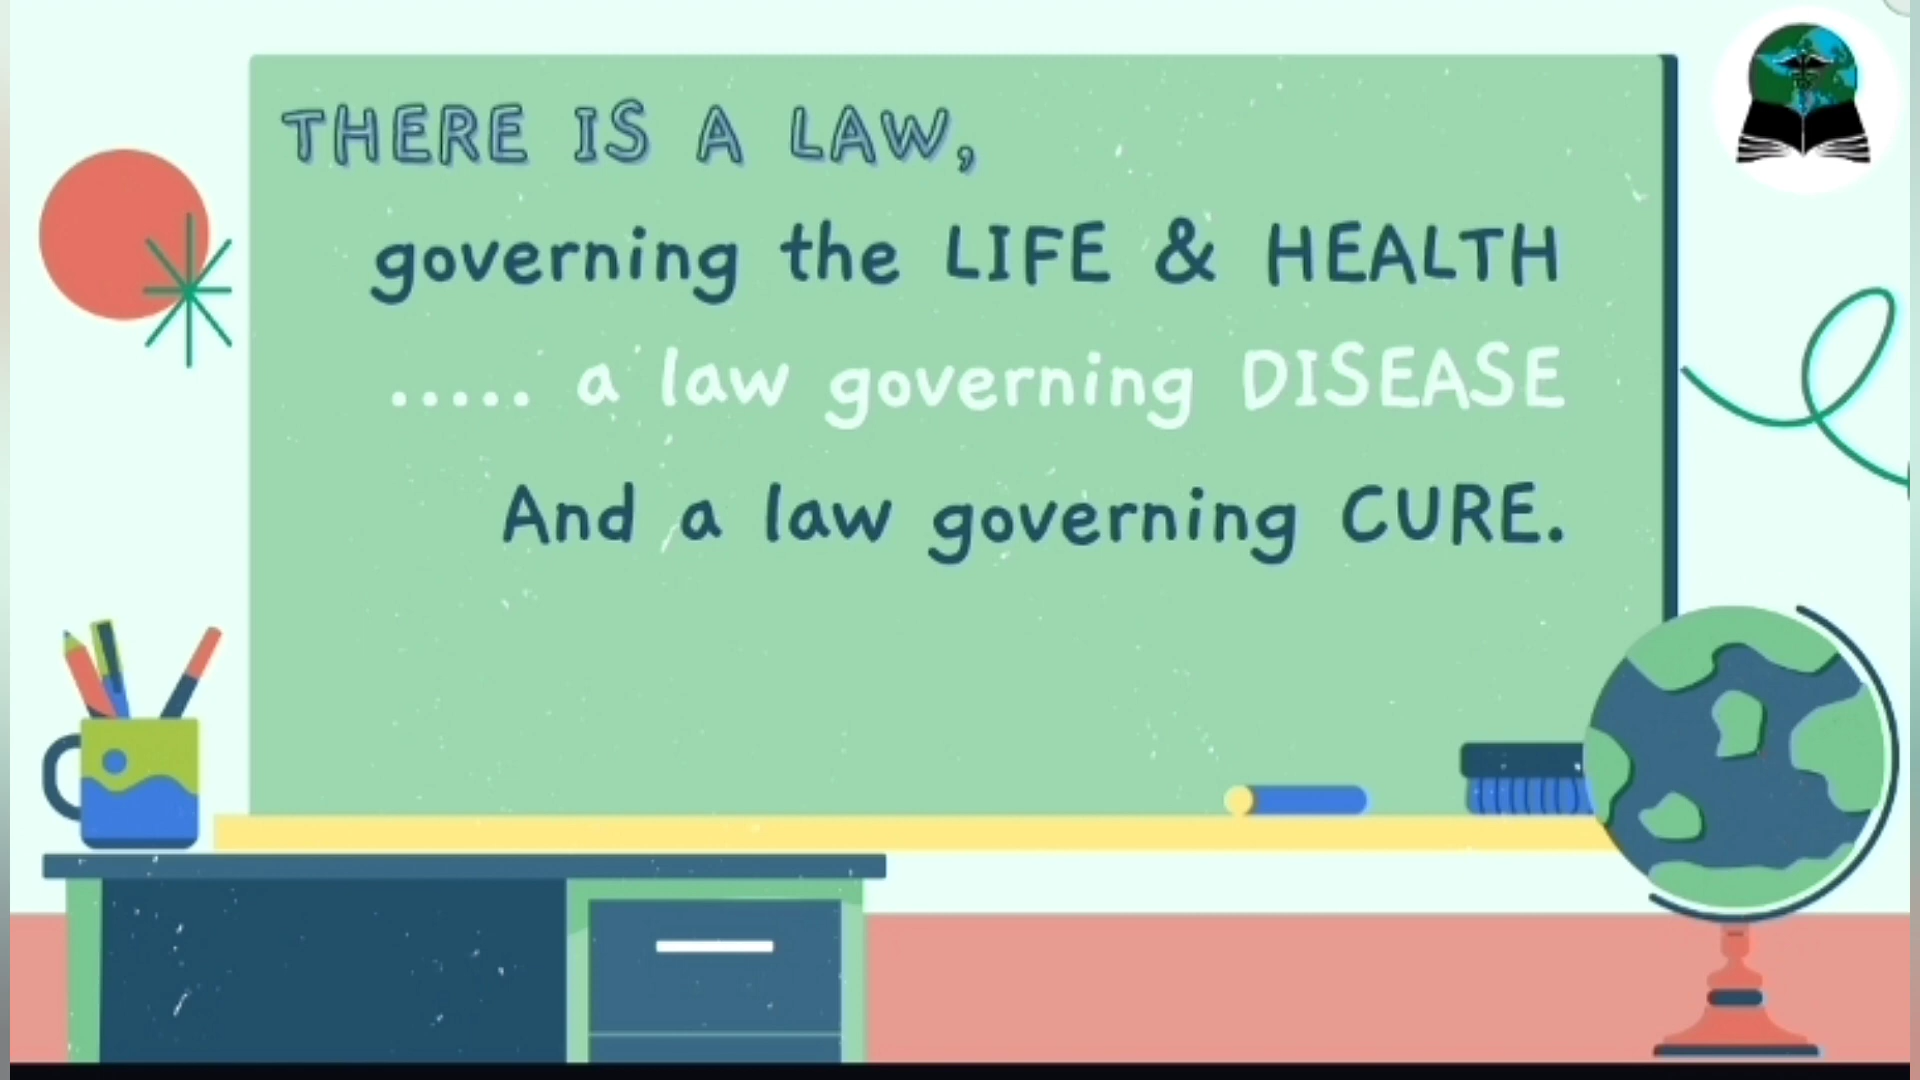 THERE IS A LAW,
governing the LIFE & HEALTH
..... a law governing DISEASE
And a law governing CURE.